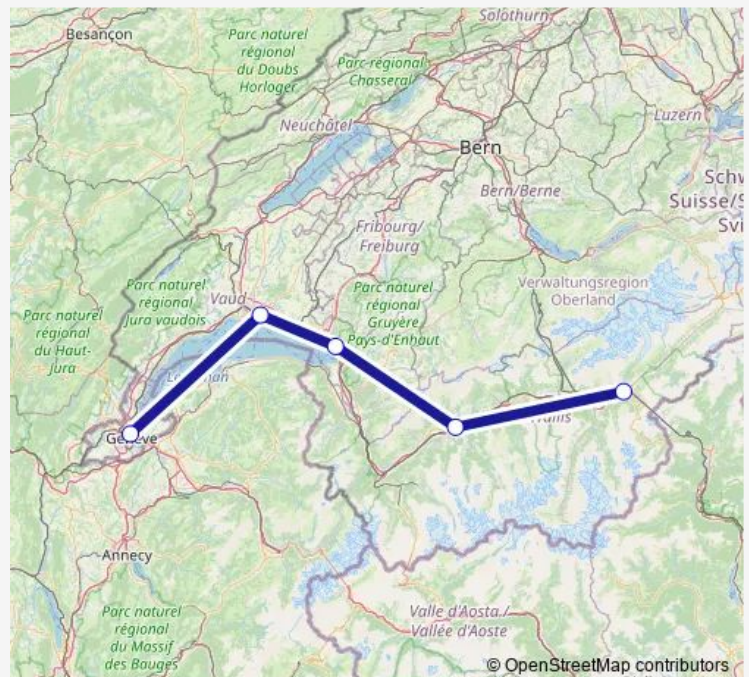 Solothurn
Besançon
Parc naturel
régional
du Doubs
Horloger
Parc régional
Chasseral
Luzern
Neuchâtel
Bern
Bern/Berne
Schw
Suisse/S
Svi
Fribourg/
Freiburg
Parc naturel
régional
Jura vaudois
Vaud
Parc naturel
régional
Gruyère
Pays-d'Enhaut
Verwaltungsregion
Oberland
Parc naturel
régional
du Haut-
Jura
Genève
Annecy
Parc naturel
régional
du Massif
des Bauges
Valle d'Aosta /
Vallée d'Aoste
© OpenStreetMap contributors